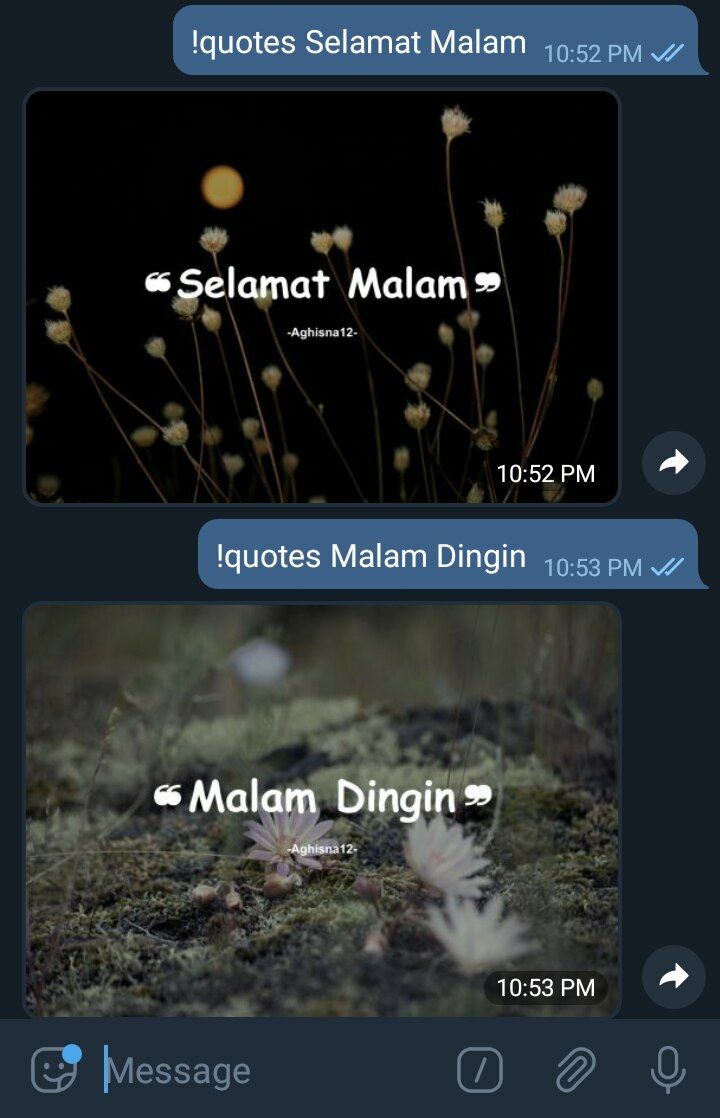 !quotes Selamat Malam 10:52 PM
❝Selamat Malam❞
-Aghisna12-
10:52 PM
!quotes Malam Dingin 10:53 PM
❝Malam Dingin❞
-Aghisna12-
10:53 PM
Message